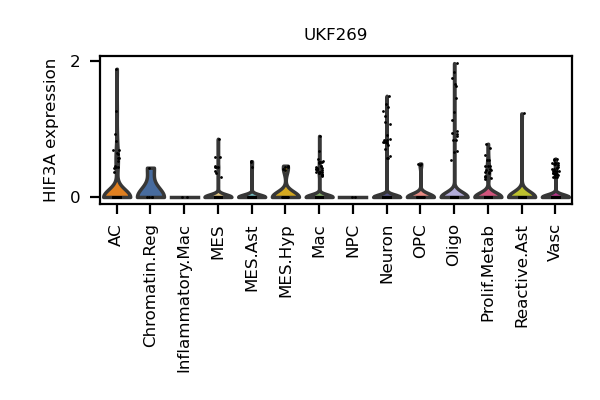 UKF269
HIF3A expression
2
0
AC
Chromatin.Reg
Inflammatory.Mac
MES
MES.Ast
MES.Hyp
Mac
NPC
Neuron
OPC
Oligo
Prolif.Metab
Reactive.Ast
Vasc